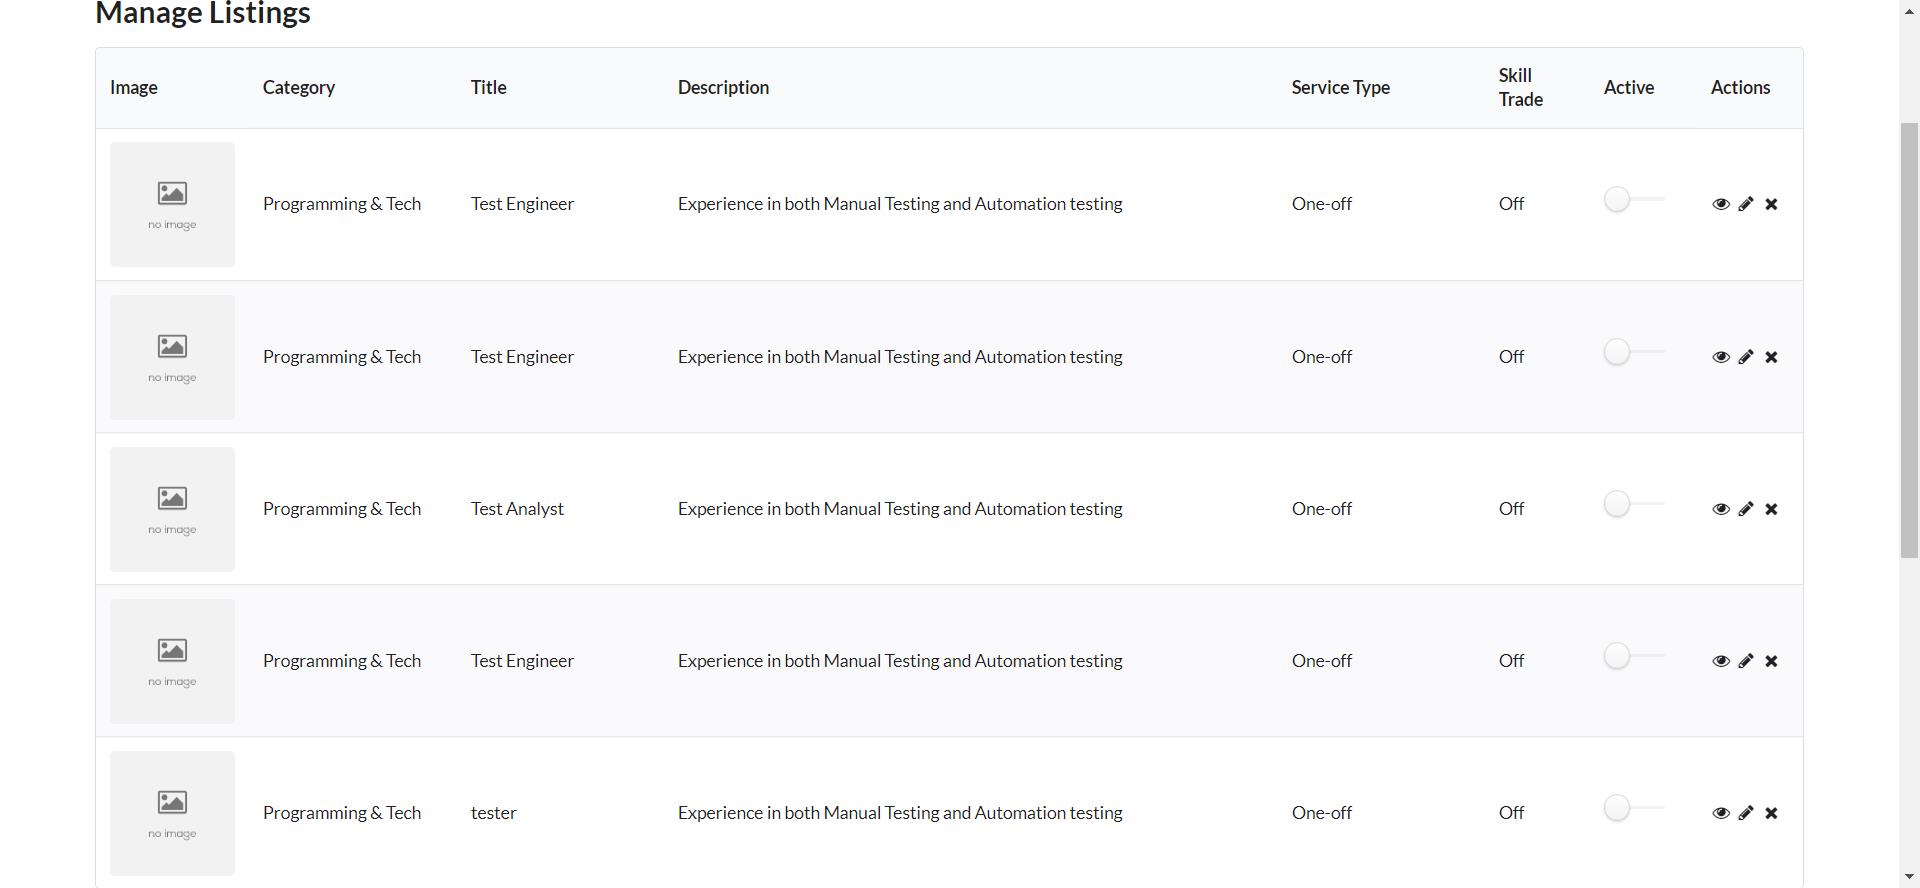 Manage Listings
Image Category Title Description Service Type Skill Trade Active Actions
no image Programming & Tech Test Engineer Experience in both Manual Testing and Automation testing One-off Off
no image Programming & Tech Test Engineer Experience in both Manual Testing and Automation testing One-off Off
no image Programming & Tech Test Analyst Experience in both Manual Testing and Automation testing One-off Off
no image Programming & Tech Test Engineer Experience in both Manual Testing and Automation testing One-off Off
no image Programming & Tech tester Experience in both Manual Testing and Automation testing One-off Off